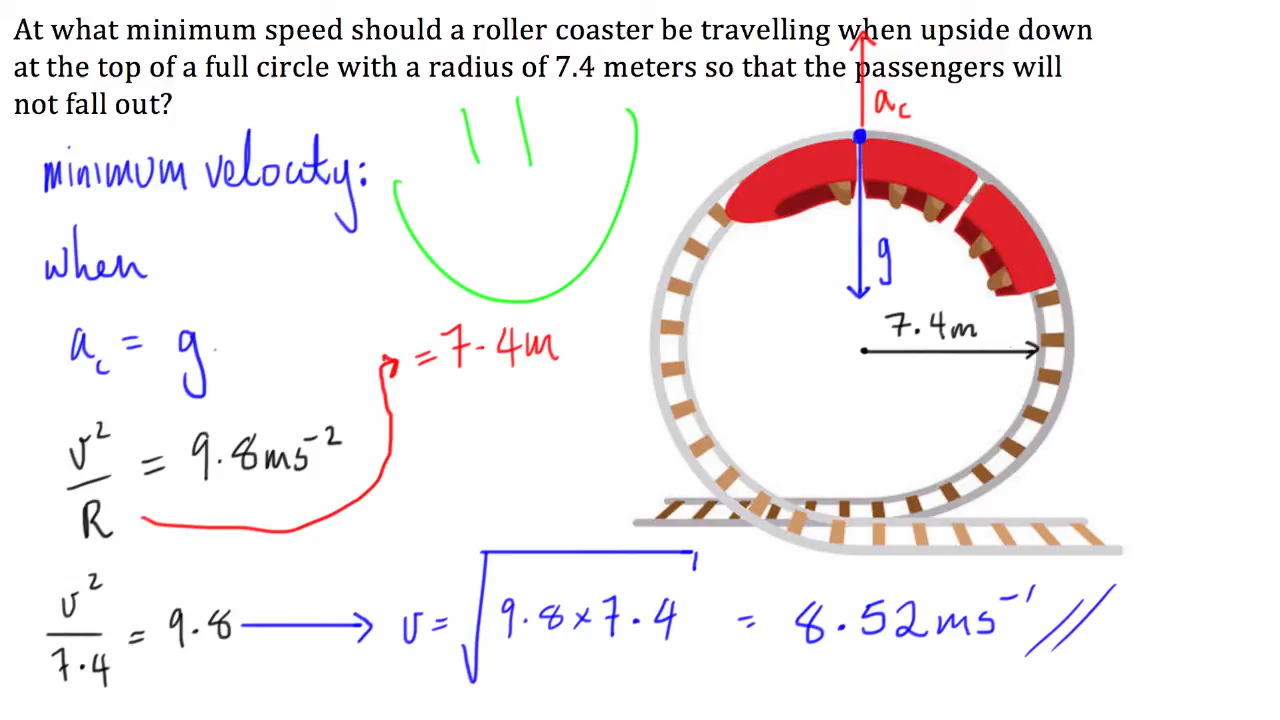 At what minimum speed should a roller coaster be travelling when upside down
at the top of a full circle with a radius of 7.4 meters so that the passengers will
not fall out?
minimum velocity:
when
a_c = g
v²/R = 9.8ms⁻²
= 7.4m
v²/7.4 = 9.8 → v = √(9.8 × 7.4) = 8.52ms⁻¹ //
a_c
g
7.4m